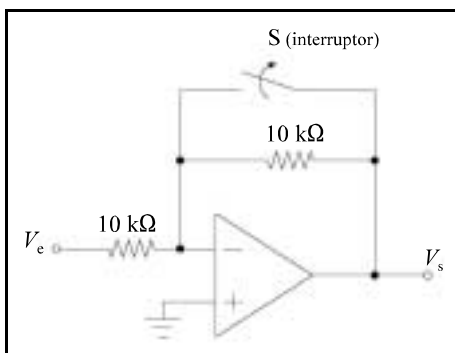 S (interruptor)
10 kΩ
10 kΩ
Ve
Vs
−
+